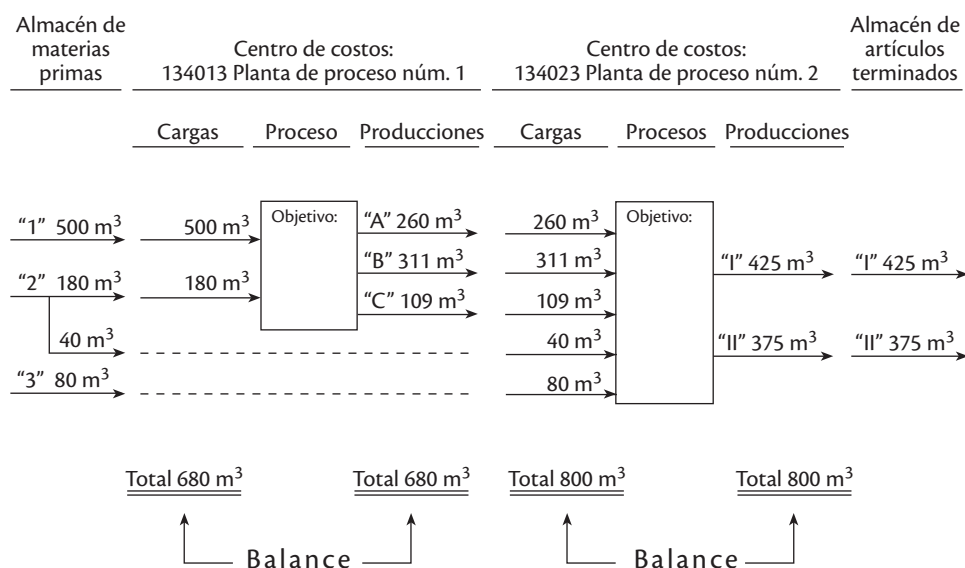 Almacén de
materias
primas
Centro de costos:
134013 Planta de proceso núm. 1
Centro de costos:
134023 Planta de proceso núm. 2
Almacén de
artículos
terminados
Cargas
Proceso
Producciones
Cargas
Procesos
Producciones
“1” 500 m³
500 m³
Objetivo:
“A” 260 m³
260 m³
Objetivo:
“B” 311 m³
311 m³
“I” 425 m³
“I” 425 m³
“2” 180 m³
180 m³
“C” 109 m³
109 m³
40 m³
40 m³
“II” 375 m³
“II” 375 m³
“3” 80 m³
80 m³
Total 680 m³
Total 680 m³
Total 800 m³
Total 800 m³
Balance
Balance